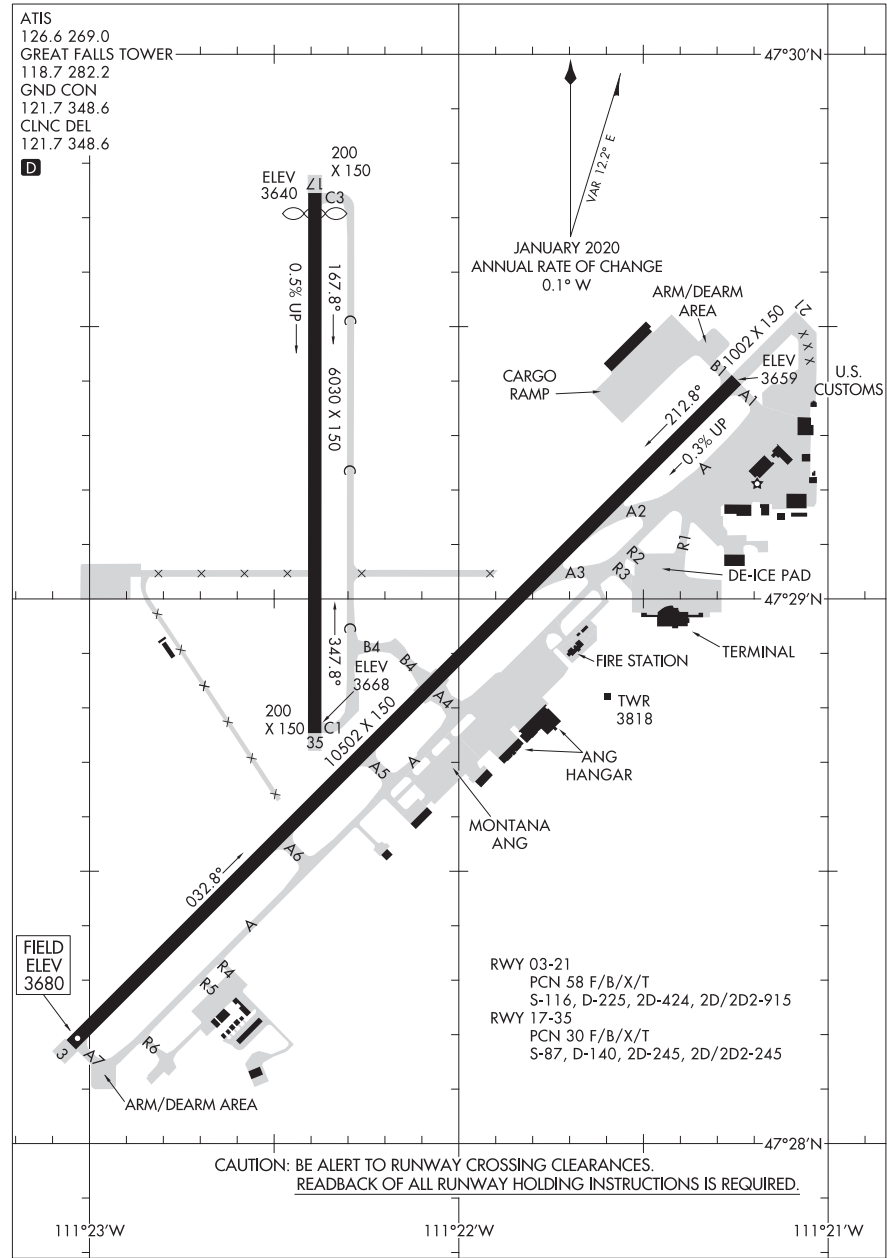 ATIS
126.6 269.0
GREAT FALLS TOWER
118.7 282.2
GND CON
121.7 348.6
CLNC DEL
121.7 348.6
D
47°30'N
VAR 12.2° E
JANUARY 2020
ANNUAL RATE OF CHANGE
0.1° W
200
X 150
ELEV
3640
17
C3
0.5% UP
167.8°
C
6030 X 150
C
C
347.8°
ELEV
3668
200
X 150
C1
35
ARM/DEARM
AREA
CARGO
RAMP
1002 X 150
21
X X X
B1
ELEV
3659
A1
U.S.
CUSTOMS
212.8°
0.3% UP
A
A2
R2
R1
A3
R3
DE-ICE PAD
47°29'N
X X X X X X
X
X
X
X
X
X
TERMINAL
FIRE STATION
TWR
3818
ANG
HANGAR
MONTANA
ANG
B4
B4
A4
10502 X 150
A5
A
A6
032.8°
A
FIELD
ELEV
3680
3
A7
R4
R5
R6
ARM/DEARM AREA
RWY 03-21
PCN 58 F/B/X/T
S-116, D-225, 2D-424, 2D/2D2-915
RWY 17-35
PCN 30 F/B/X/T
S-87, D-140, 2D-245, 2D/2D2-245
47°28'N
CAUTION: BE ALERT TO RUNWAY CROSSING CLEARANCES.
READBACK OF ALL RUNWAY HOLDING INSTRUCTIONS IS REQUIRED.
111°23'W
111°22'W
111°21'W